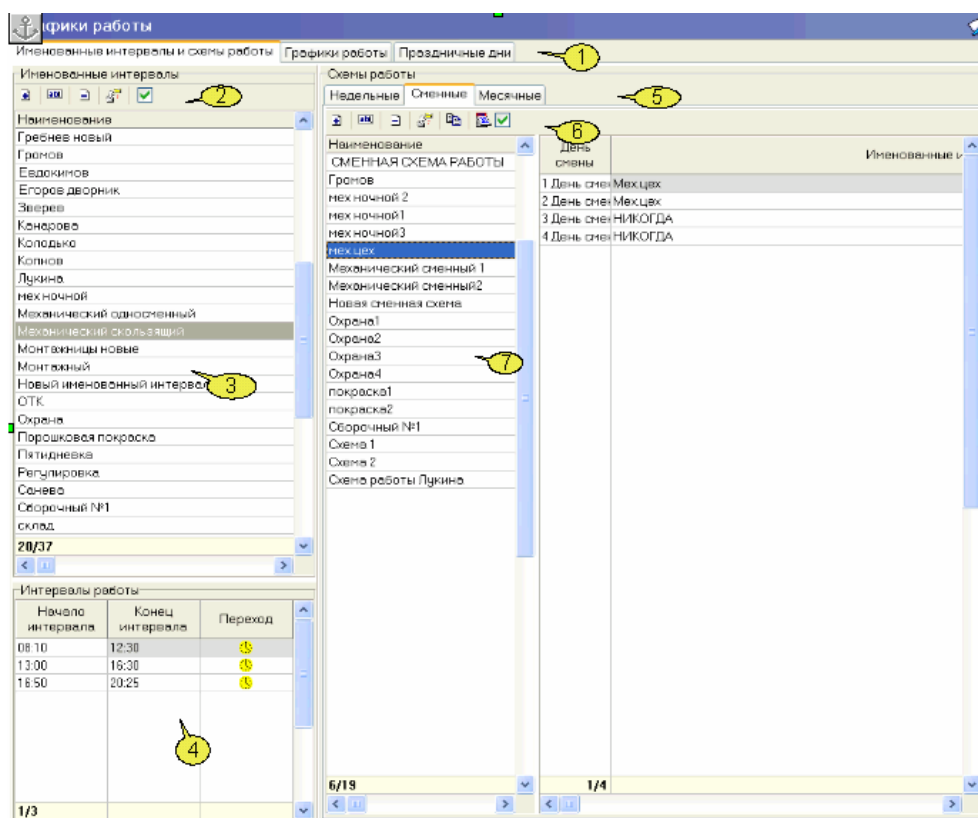 Графики работы
Именованные интервалы и схемы работы Графики работы Праздничные дни
1
Именованные интервалы
2
Наименование
Гребнев новый
Громов
Евдокимов
Егоров дворник
Зверев
Канарова
Колодько
Копнов
Лукина
мех ночной
Механический односменный
Механический скользящий
Монтажницы новые
Монтажный
Новый именованный интервал
3
ОТК
Охрана
Порошковая покраска
Пятидневка
Регулировка
Санева
Сборочный №1
склад
20/37
Интервалы работы
Начало интервала Конец интервала Переход
08:10 12:30
13:00 16:30
16:50 20:25
4
1/3
Схемы работы
Недельные Сменные Месячные
5
6
Наименование
СМЕННАЯ СХЕМА РАБОТЫ
Громов
мех ночной 2
мех ночной1
мех ночной3
мех цех
Механический сменный 1
Механический сменный2
Новая сменная схема
Охрана1
Охрана2
Охрана3
7
Охрана4
покраска1
покраска2
Сборочный №1
Схема 1
Схема 2
Схема работы Лукина
6/19
День смены Именованные и
1 День сме Мех.цех
2 День сме Мех.цех
3 День сме НИКОГДА
4 День сме НИКОГДА
1/4